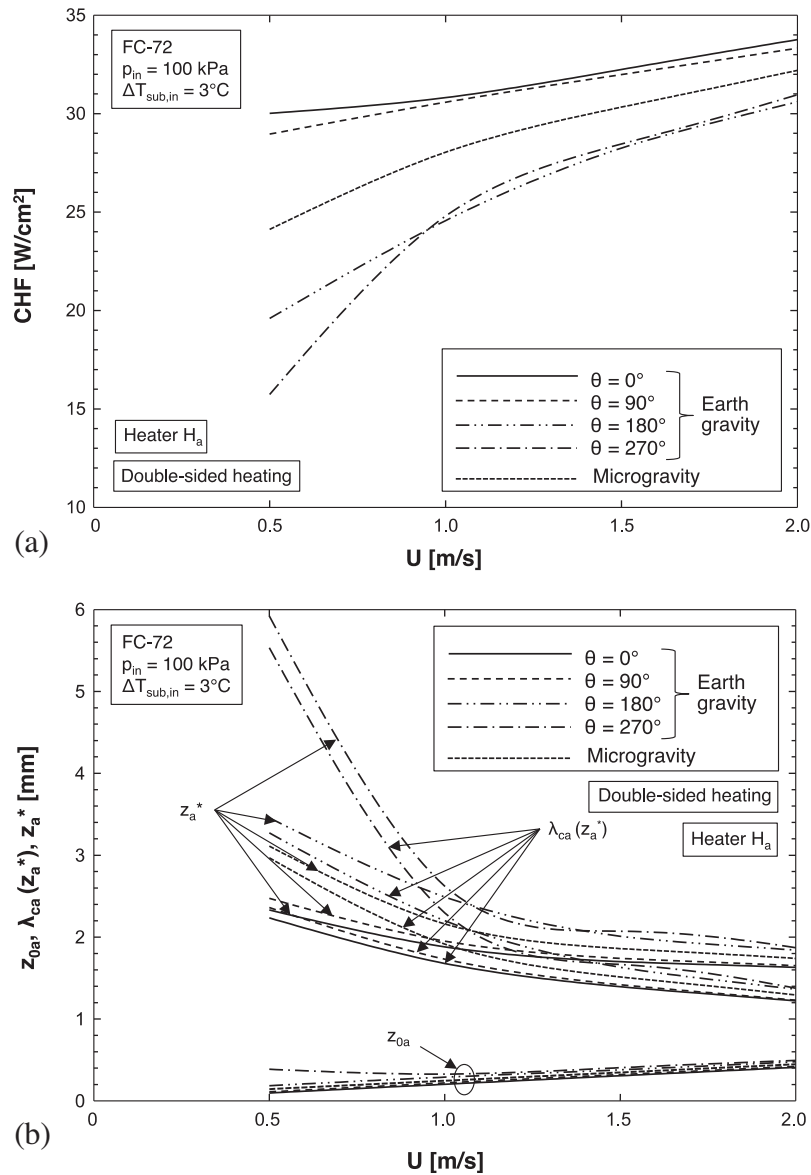 35
30
25
20
15
10
CHF [W/cm²]
FC-72
p_in = 100 kPa
ΔT_sub,in = 3°C
θ = 0°
θ = 90°
θ = 180°
θ = 270°
Earth
gravity
Microgravity
Heater H_a
Double-sided heating
0 0.5 1.0 1.5 2.0
(a)
U [m/s]
6
5
4
3
2
1
0
z_0a, λ_ca (z_a*), z_a* [mm]
FC-72
p_in = 100 kPa
ΔT_sub,in = 3°C
θ = 0°
θ = 90°
θ = 180°
θ = 270°
Earth
gravity
Microgravity
Double-sided heating
Heater H_a
z_a*
λ_ca (z_a*)
z_0a
0 0.5 1.0 1.5 2.0
(b)
U [m/s]